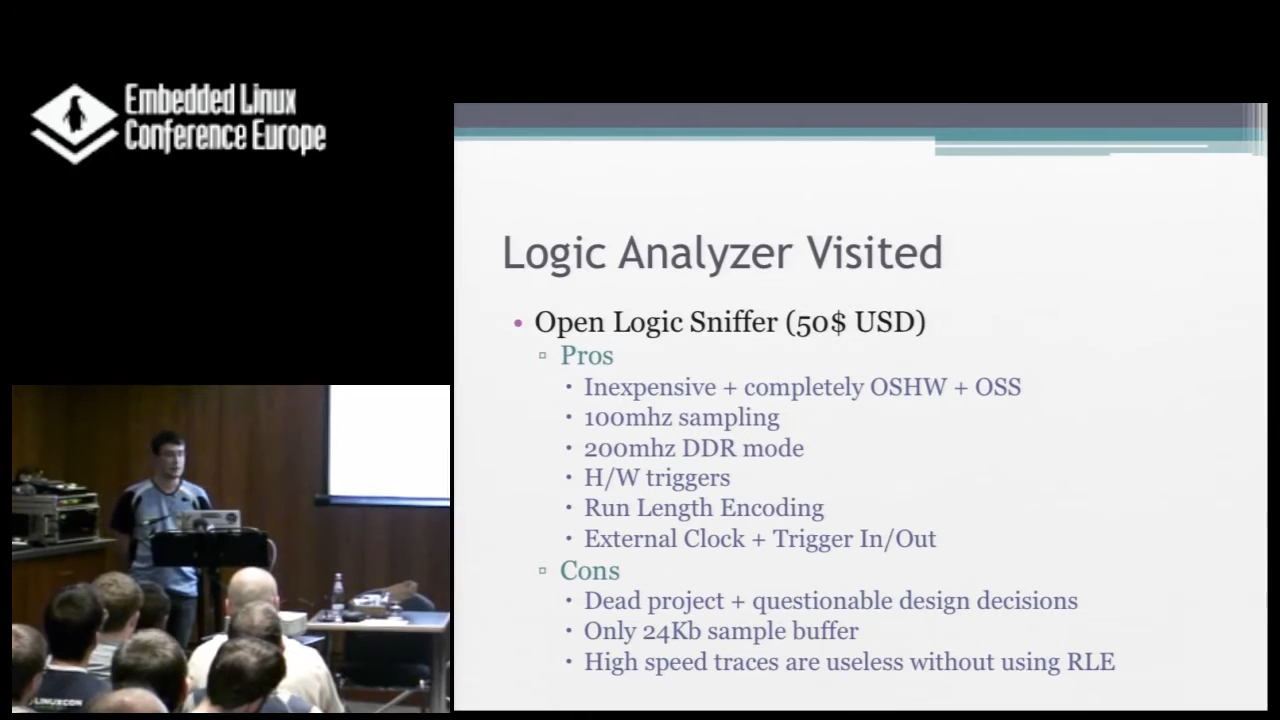 Embedded Linux
Conference Europe
Logic Analyzer Visited
• Open Logic Sniffer (50$ USD)
▫ Pros
▪ Inexpensive + completely OSHW + OSS
▪ 100mhz sampling
▪ 200mhz DDR mode
▪ H/W triggers
▪ Run Length Encoding
▪ External Clock + Trigger In/Out
▫ Cons
▪ Dead project + questionable design decisions
▪ Only 24Kb sample buffer
▪ High speed traces are useless without using RLE
LINUXCON